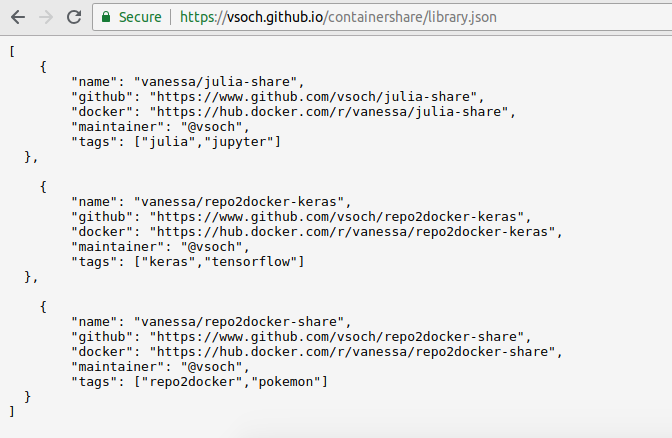 Secure | https://vsoch.github.io/containershare/library.json
[
    {
        "name": "vanessa/julia-share",
        "github": "https://www.github.com/vsoch/julia-share",
        "docker": "https://hub.docker.com/r/vanessa/julia-share",
        "maintainer": "@vsoch",
        "tags": ["julia","jupyter"]
  },
    {
        "name": "vanessa/repo2docker-keras",
        "github": "https://www.github.com/vsoch/repo2docker-keras",
        "docker": "https://hub.docker.com/r/vanessa/repo2docker-keras",
        "maintainer": "@vsoch",
        "tags": ["keras","tensorflow"]
  },
    {
        "name": "vanessa/repo2docker-share",
        "github": "https://www.github.com/vsoch/repo2docker-share",
        "docker": "https://hub.docker.com/r/vanessa/repo2docker-share",
        "maintainer": "@vsoch",
        "tags": ["repo2docker","pokemon"]
  }
]